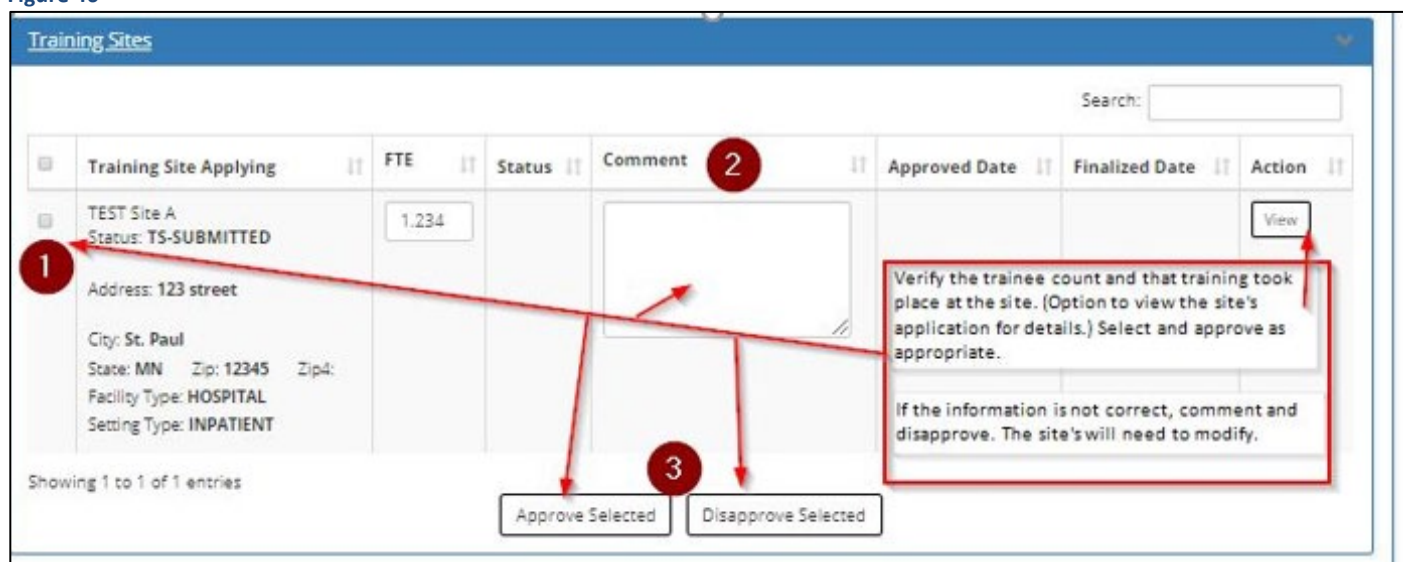 Training Sites
Search:
Training Site Applying FTE Status Comment 2 Approved Date Finalized Date Action
TEST Site A 1.234 View
Status: TS-SUBMITTED
1
Address: 123 street
City: St. Paul
State: MN Zip: 12345 Zip4:
Facility Type: HOSPITAL
Setting Type: INPATIENT
Verify the trainee count and that training took
place at the site. (Option to view the site's
application for details.) Select and approve as
appropriate.
If the information is not correct, comment and
disapprove. The site's will need to modify.
Showing 1 to 1 of 1 entries
3
Approve Selected Disapprove Selected